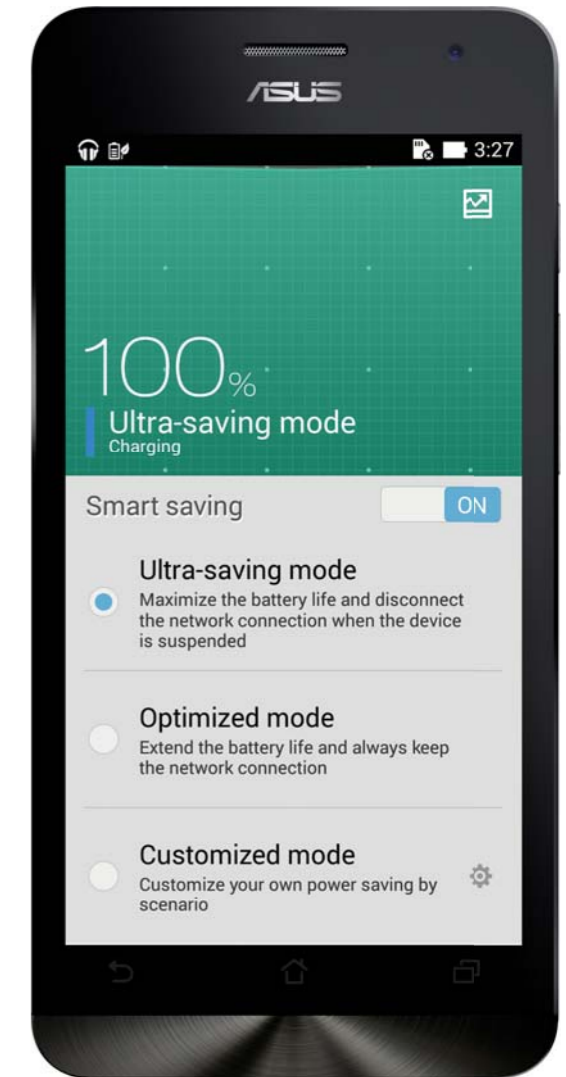 ASUS
3:27
100%
Ultra-saving mode
Charging
Smart saving
ON
Ultra-saving mode
Maximize the battery life and disconnect
the network connection when the device
is suspended
Optimized mode
Extend the battery life and always keep
the network connection
Customized mode
Customize your own power saving by
scenario